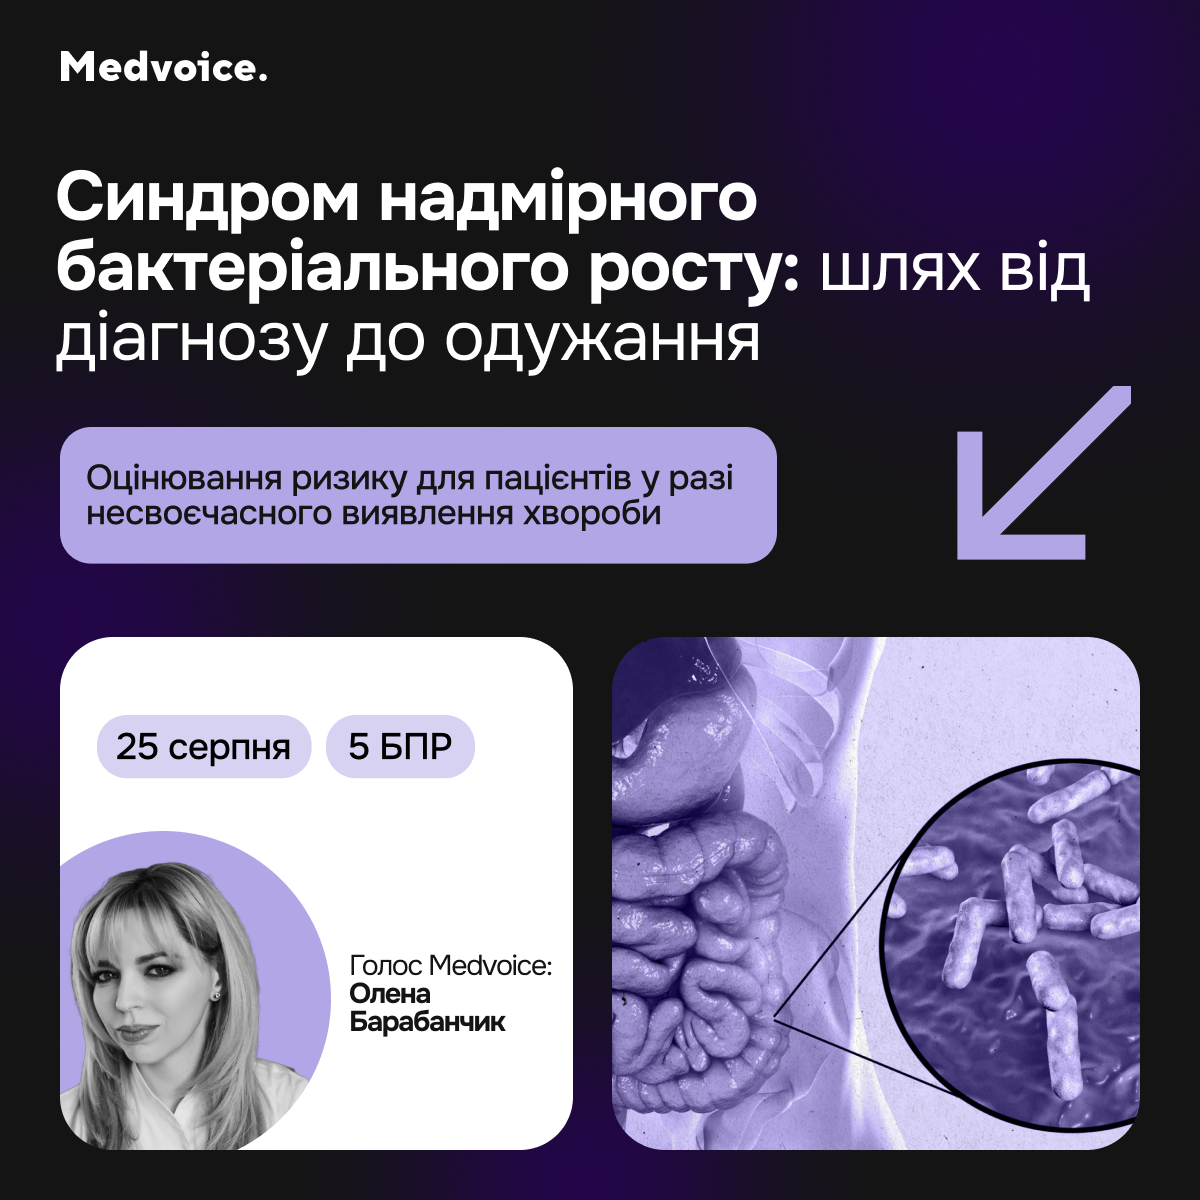 Medvoice.
Синдром надмірного
бактеріального росту: шлях від
діагнозу до одужання
Оцінювання ризику для пацієнтів у разі
несвоєчасного виявлення хвороби
25 серпня
5 БПР
Голос Medvoice:
Олена
Барабанчик